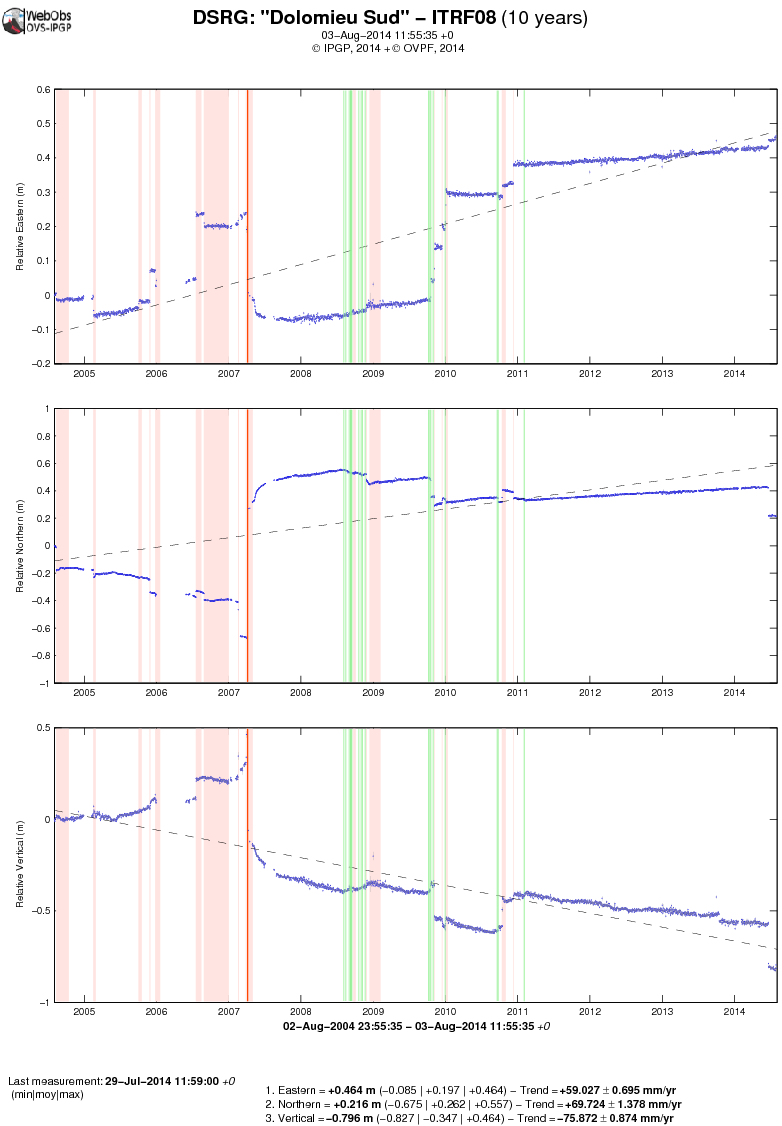 WebObs
OVS-IPGP
DSRG: "Dolomieu Sud" − ITRF08 (10 years)
03−Aug−2014 11:55:35 +0
© IPGP, 2014 + © OVPF, 2014
0.6
0.5
0.4
0.3
0.2
0.1
0
−0.1
−0.2
Relative Eastern (m)
2005 2006 2007 2008 2009 2010 2011 2012 2013 2014
1
0.8
0.6
0.4
0.2
0
−0.2
−0.4
−0.6
−0.8
−1
Relative Northern (m)
2005 2006 2007 2008 2009 2010 2011 2012 2013 2014
0.5
0
−0.5
−1
Relative Vertical (m)
2005 2006 2007 2008 2009 2010 2011 2012 2013 2014
02−Aug−2004 23:55:35 − 03−Aug−2014 11:55:35 +0
Last measurement: 29−Jul−2014 11:59:00 +0
(min|moy|max)
1. Eastern = +0.464 m (−0.085 | +0.197 | +0.464) − Trend = +59.027 ± 0.695 mm/yr
2. Northern = +0.216 m (−0.675 | +0.262 | +0.557) − Trend = +69.724 ± 1.378 mm/yr
3. Vertical = −0.796 m (−0.827 | −0.347 | +0.464) − Trend = −75.872 ± 0.874 mm/yr